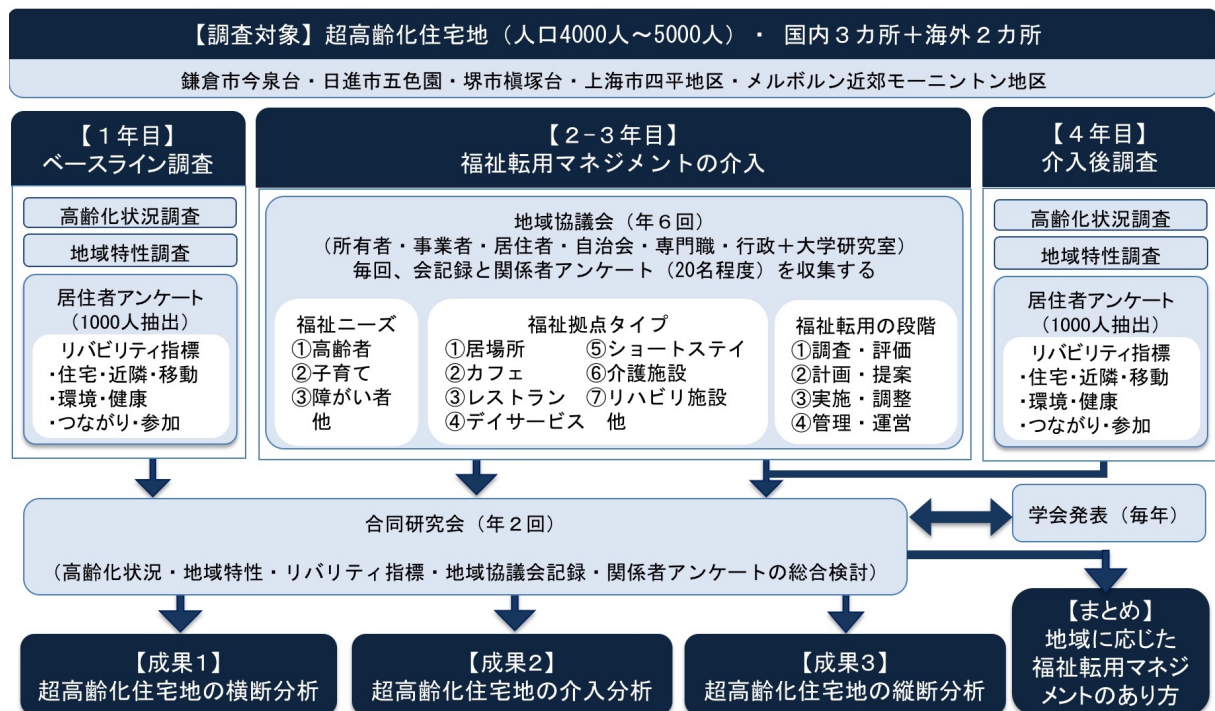 【調査対象】超高齢化住宅地（人口4000人～5000人）・ 国内３カ所＋海外２カ所
鎌倉市今泉台・日進市五色園・堺市槇塚台・上海市四平地区・メルボルン近郊モーニントン地区
【１年目】
ベースライン調査
高齢化状況調査
地域特性調査
居住者アンケート
（1000人抽出）
リバビリティ指標
・住宅・近隣・移動
・環境・健康
・つながり・参加
【２-３年目】
福祉転用マネジメントの介入
地域協議会（年６回）
（所有者・事業者・居住者・自治会・専門職・行政＋大学研究室）
毎回、会記録と関係者アンケート（20名程度）を収集する
福祉ニーズ
①高齢者
②子育て
③障がい者
他
福祉拠点タイプ
①居場所
②カフェ
③レストラン
④デイサービス
⑤ショートステイ
⑥介護施設
⑦リハビリ施設
他
福祉転用の段階
①調査・評価
②計画・提案
③実施・調整
④管理・運営
【４年目】
介入後調査
高齢化状況調査
地域特性調査
居住者アンケート
（1000人抽出）
リバビリティ指標
・住宅・近隣・移動
・環境・健康
・つながり・参加
合同研究会（年２回）
（高齢化状況・地域特性・リバリティ指標・地域協議会記録・関係者アンケートの総合検討）
学会発表（毎年）
【成果1】
超高齢化住宅地の横断分析
【成果２】
超高齢化住宅地の介入分析
【成果３】
超高齢化住宅地の縦断分析
【まとめ】
地域に応じた
福祉転用マネジ
メントのあり方